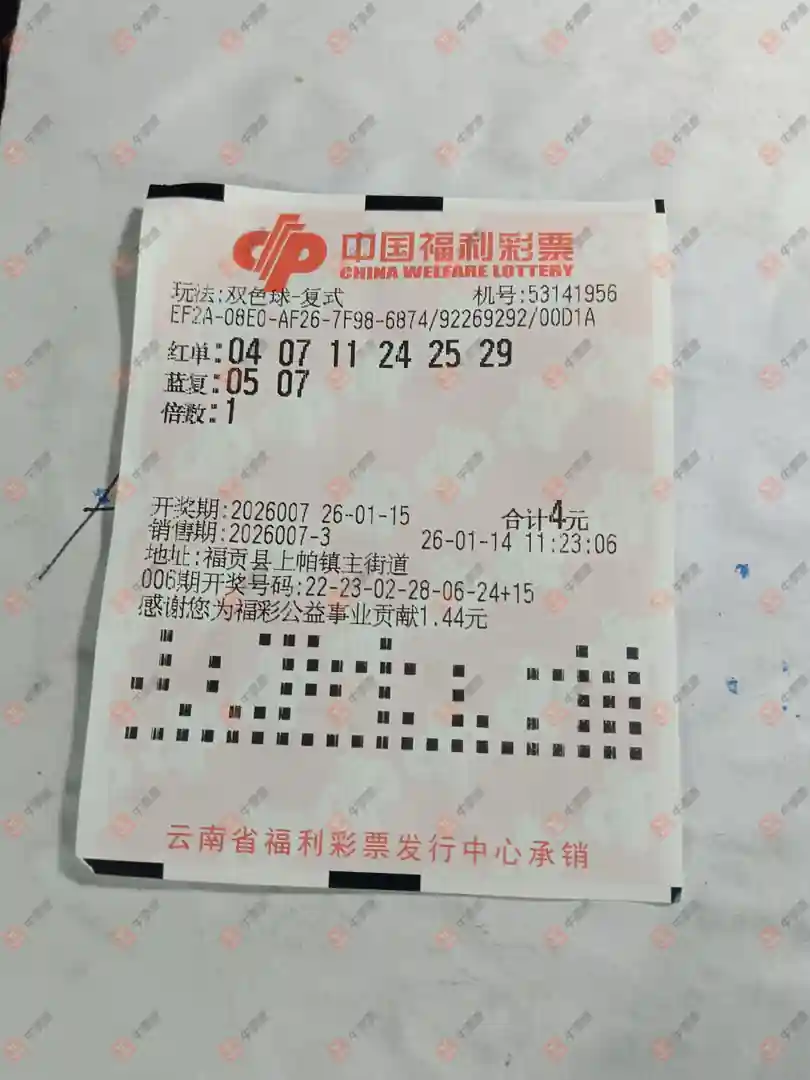 中国福利彩票
CHINA WELFARE LOTTERY
玩法:双色球-复式 机号:53141956
EF2A-08E0-AF26-7F98-6874/92269292/00D1A
红单:04 07 11 24 25 29
蓝复:05 07
倍数:1
开奖期:2026007 26-01-15 合计4元
销售期:2026007-3 26-01-14 11:23:06
地址:福贡县上帕镇主街道
006期开奖号码:22-23-02-28-06-24+15
感谢您为福彩公益事业贡献1.44元
云南省福利彩票发行中心承销